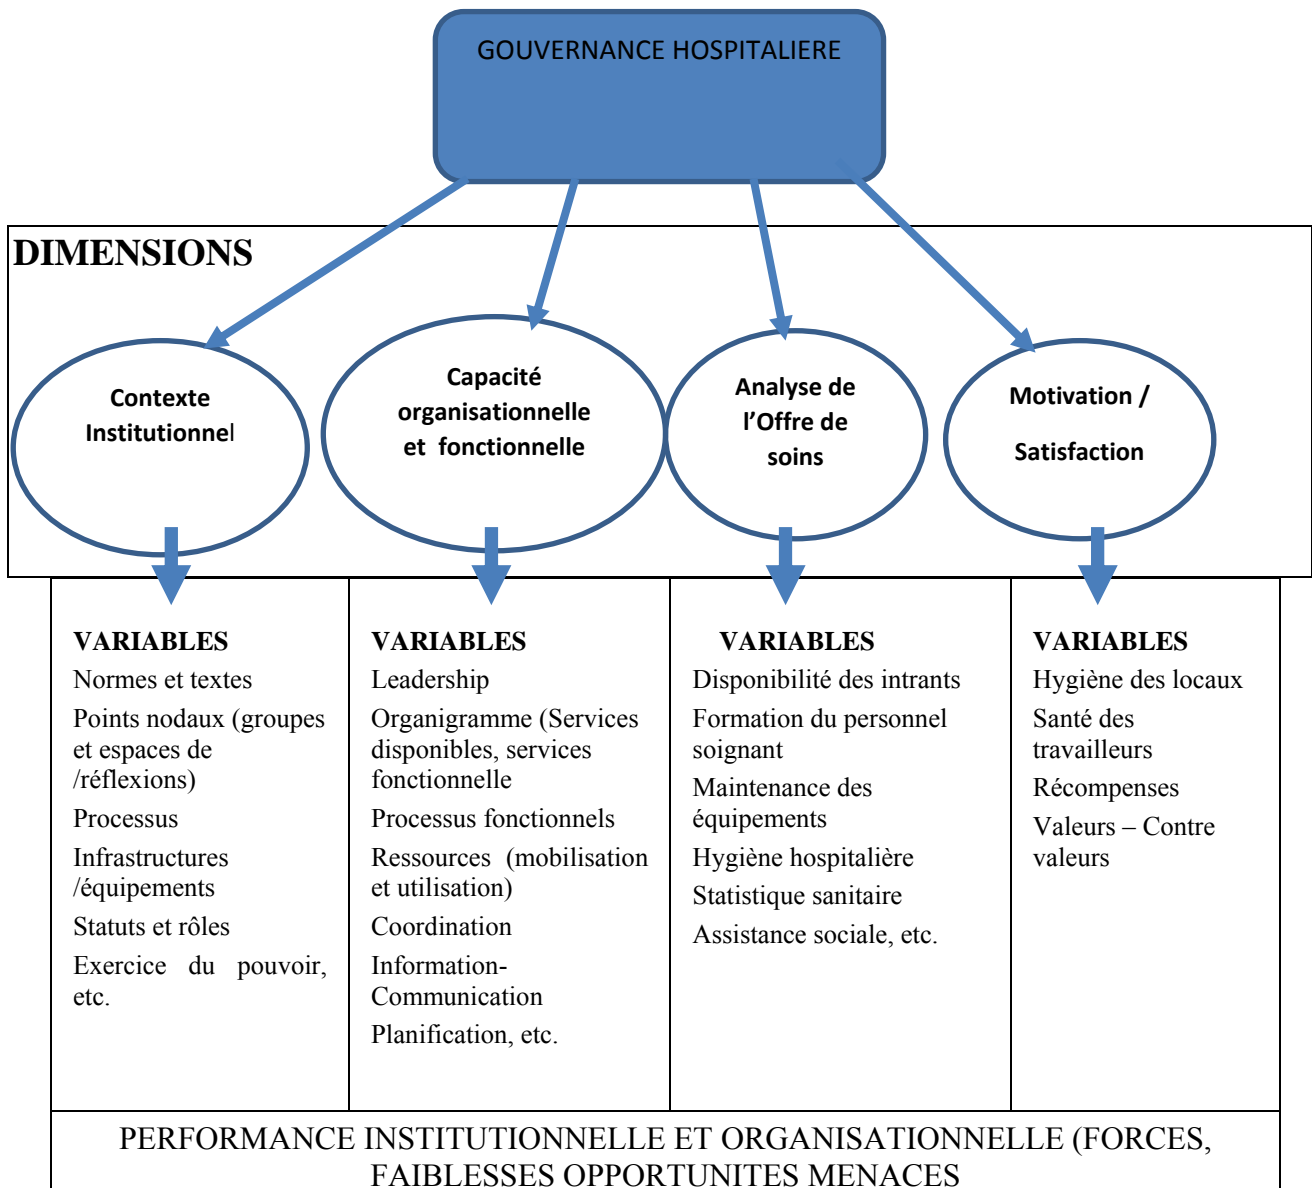 GOUVERNANCE HOSPITALIERE
DIMENSIONS
Contexte
Institutionnel
Capacité
organisationnelle
et fonctionnelle
Analyse de
l’Offre de
soins
Motivation /
Satisfaction
VARIABLES
Normes et textes
Points nodaux (groupes
et espaces de
/réflexions)
Processus
Infrastructures
/équipements
Statuts et rôles
Exercice du pouvoir,
etc.
VARIABLES
Leadership
Organigramme (Services
disponibles, services
fonctionnelle
Processus fonctionnels
Ressources (mobilisation
et utilisation)
Coordination
Information-
Communication
Planification, etc.
VARIABLES
Disponibilité des intrants
Formation du personnel
soignant
Maintenance des
équipements
Hygiène hospitalière
Statistique sanitaire
Assistance sociale, etc.
VARIABLES
Hygiène des locaux
Santé des
travailleurs
Récompenses
Valeurs – Contre
valeurs
PERFORMANCE INSTITUTIONNELLE ET ORGANISATIONNELLE (FORCES,
FAIBLESSES OPPORTUNITES MENACES